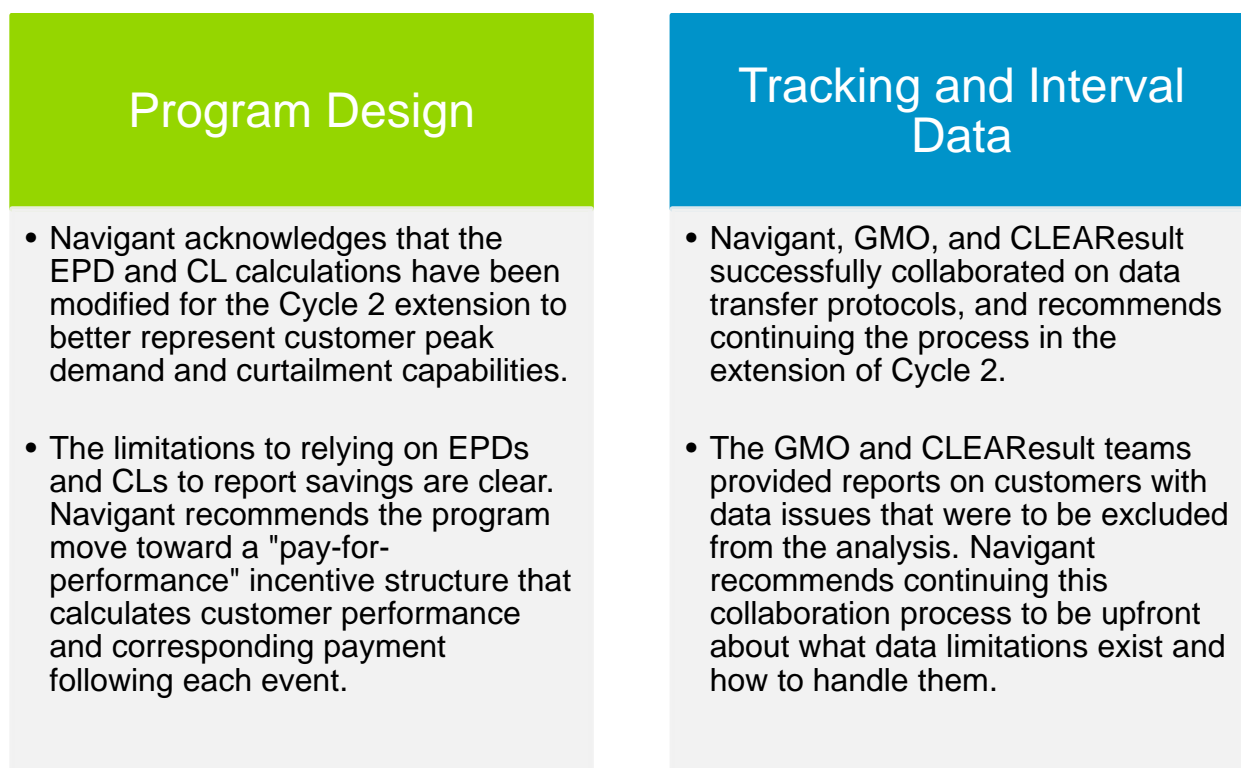 Program Design
• Navigant acknowledges that the
EPD and CL calculations have been
modified for the Cycle 2 extension to
better represent customer peak
demand and curtailment capabilities.
• The limitations to relying on EPDs
and CLs to report savings are clear.
Navigant recommends the program
move toward a "pay-for-
performance" incentive structure that
calculates customer performance
and corresponding payment
following each event.
Tracking and Interval
Data
• Navigant, GMO, and CLEAResult
successfully collaborated on data
transfer protocols, and recommends
continuing the process in the
extension of Cycle 2.
• The GMO and CLEAResult teams
provided reports on customers with
data issues that were to be excluded
from the analysis. Navigant
recommends continuing this
collaboration process to be upfront
about what data limitations exist and
how to handle them.